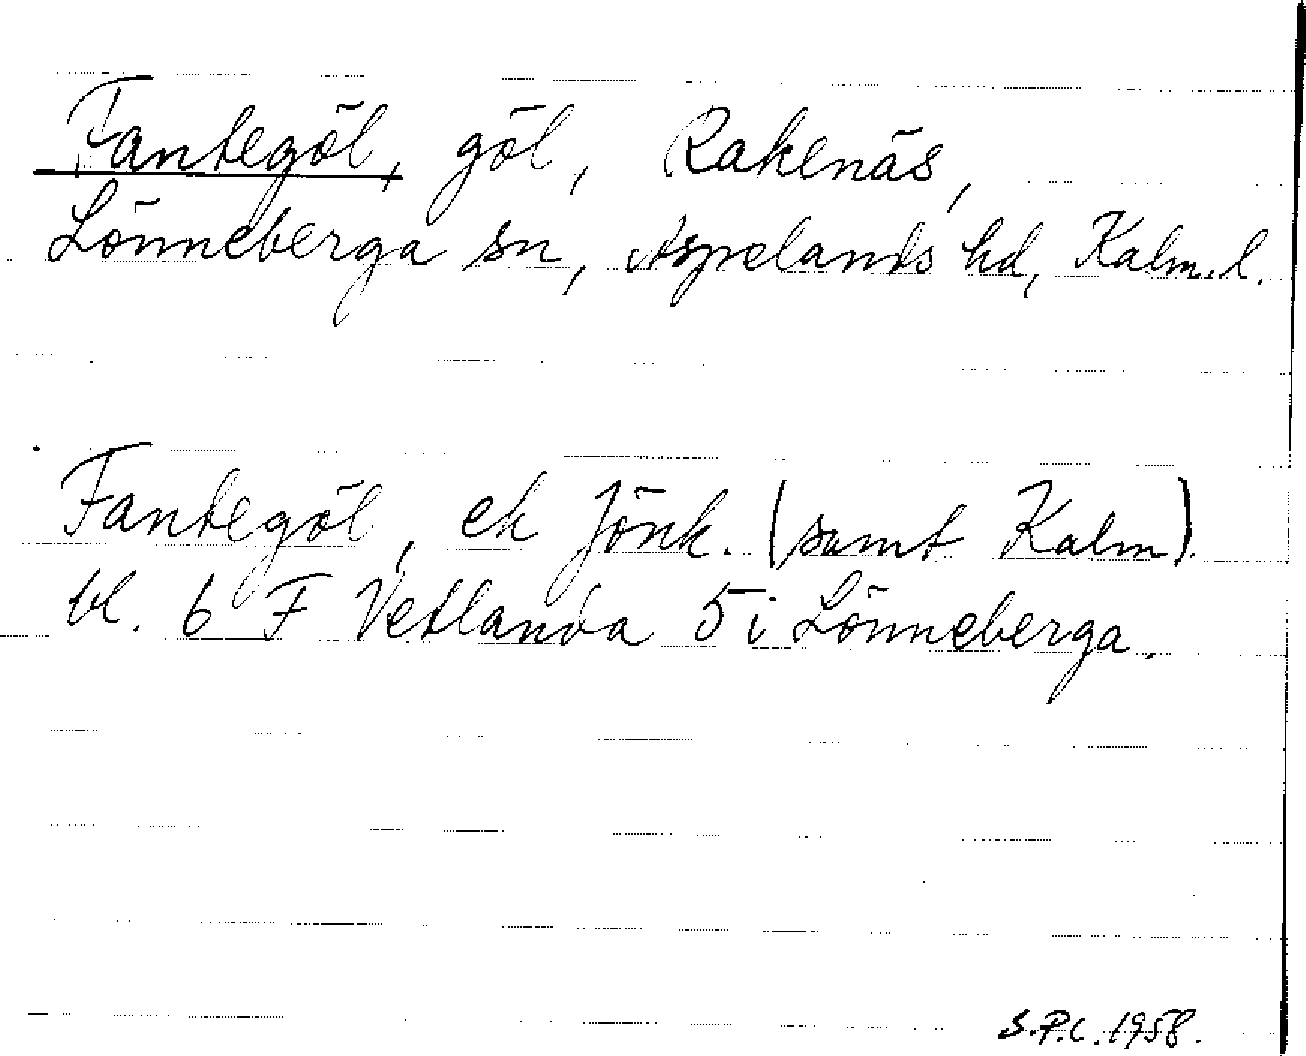 Fantegöl, göl, Rakenäs,
Lönneberga sn, Aspelands hd, Kalm. l.
Fantegöl, ek Jönk. (samt Kalm).
bl. 6 F Vetlanda 5 i Lönneberga.
S.P.C. 1958.